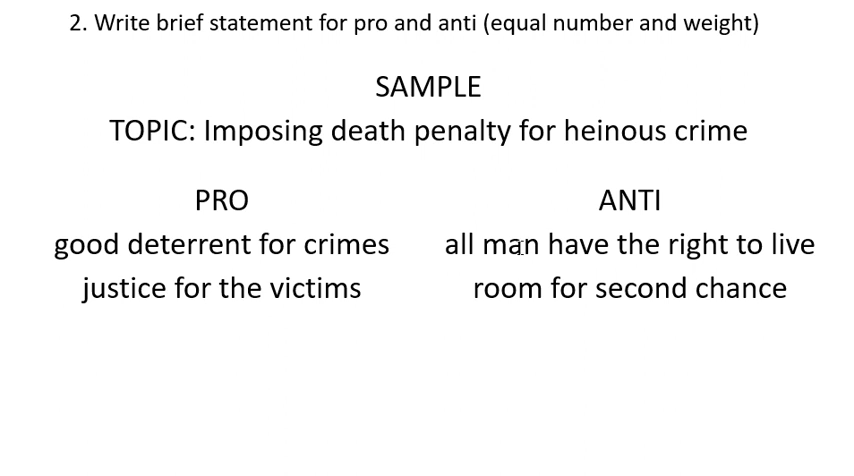 2. Write brief statement for pro and anti (equal number and weight)
SAMPLE
TOPIC: Imposing death penalty for heinous crime
PRO
good deterrent for crimes
justice for the victims
ANTI
all man have the right to live
room for second chance